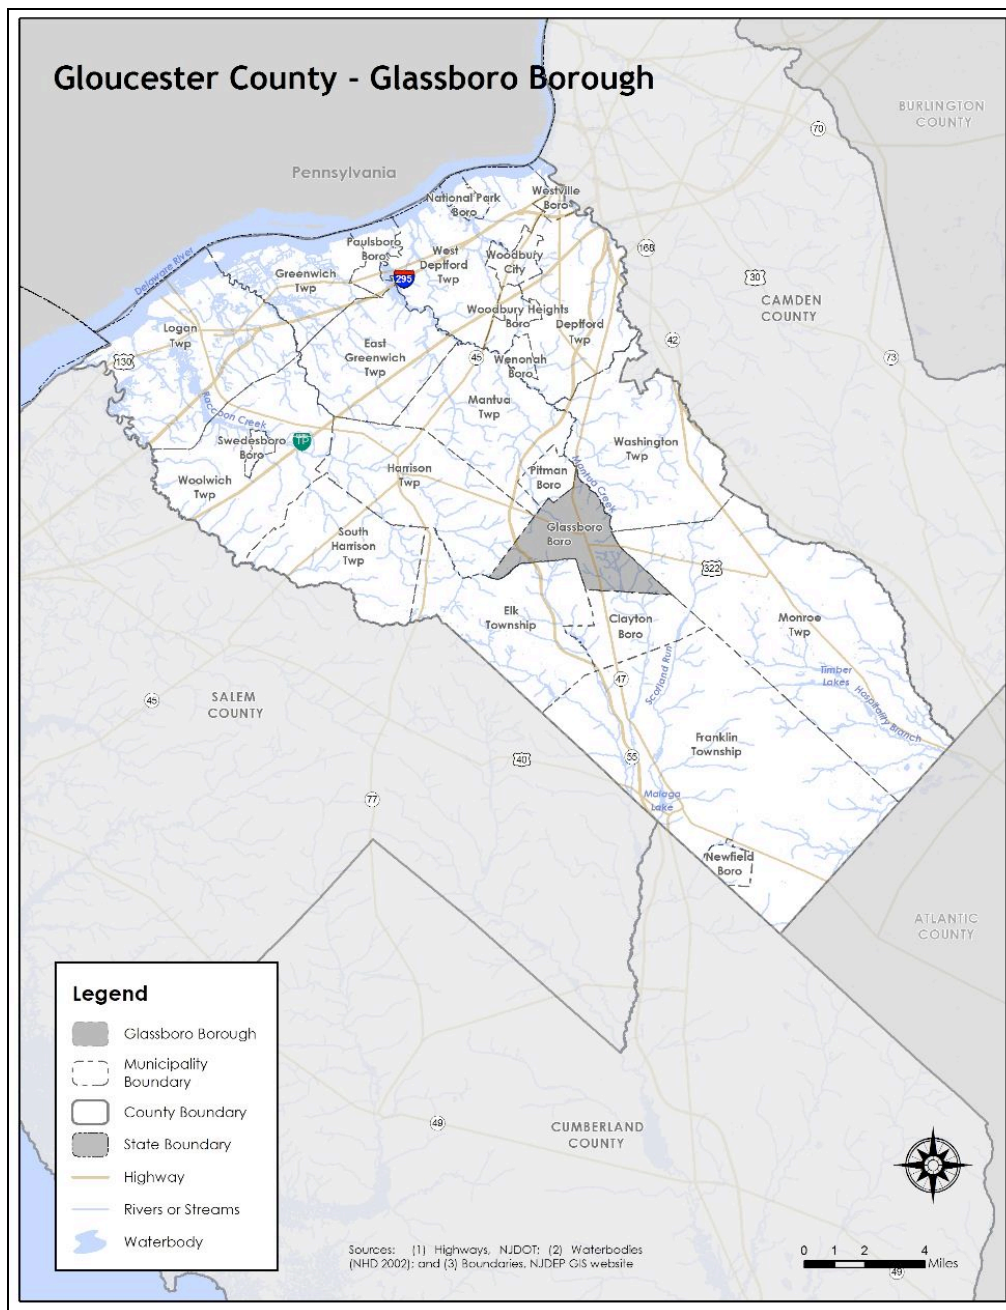 Gloucester County - Glassboro Borough
BURLINGTON
COUNTY
70
Pennsylvania
National Park
Boro
Westville
Boro
Delaware River
Paulsboro
Boro
West
Deptford
Twp
Woodbury
City
168
Greenwich
Twp
295
30
CAMDEN
COUNTY
Logan
Twp
Woodbury Heights
Boro
Deptford
Twp
130
East
Greenwich
Twp
45
Wenonah
Boro
42
73
Raccoon Creek
Mantua
Twp
Swedesboro
Boro
TP
Washington
Twp
Woolwich
Twp
Harrison
Twp
Pitman
Boro
Mantua Creek
South
Harrison
Twp
Glassboro
Boro
322
Elk
Township
Clayton
Boro
Monroe
Twp
Scotland Run
Timber
Lakes
Hospitality Branch
47
SALEM
COUNTY
45
Franklin
Township
55
40
Malaga
Lake
77
Newfield
Boro
ATLANTIC
COUNTY
Legend
Glassboro Borough
Municipality
Boundary
County Boundary
State Boundary
Highway
Rivers or Streams
Waterbody
49
CUMBERLAND
COUNTY
Sources: (1) Highways, NJDOT; (2) Waterbodies
(NHD 2002); and (3) Boundaries, NJDEP GIS website
0 1 2 4
Miles
49